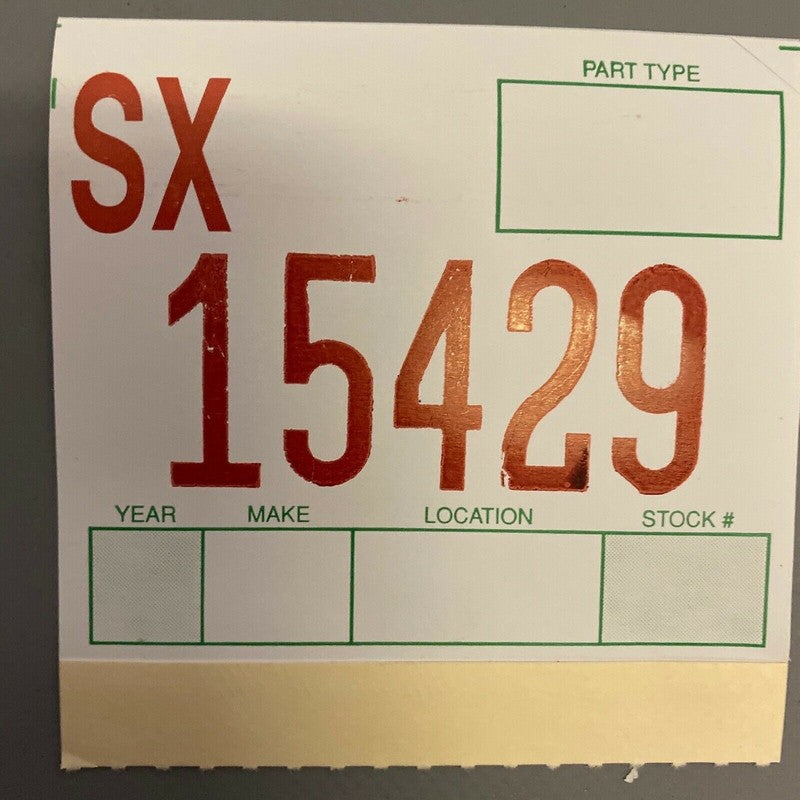 PART TYPE
SX
15429
YEAR MAKE LOCATION STOCK #